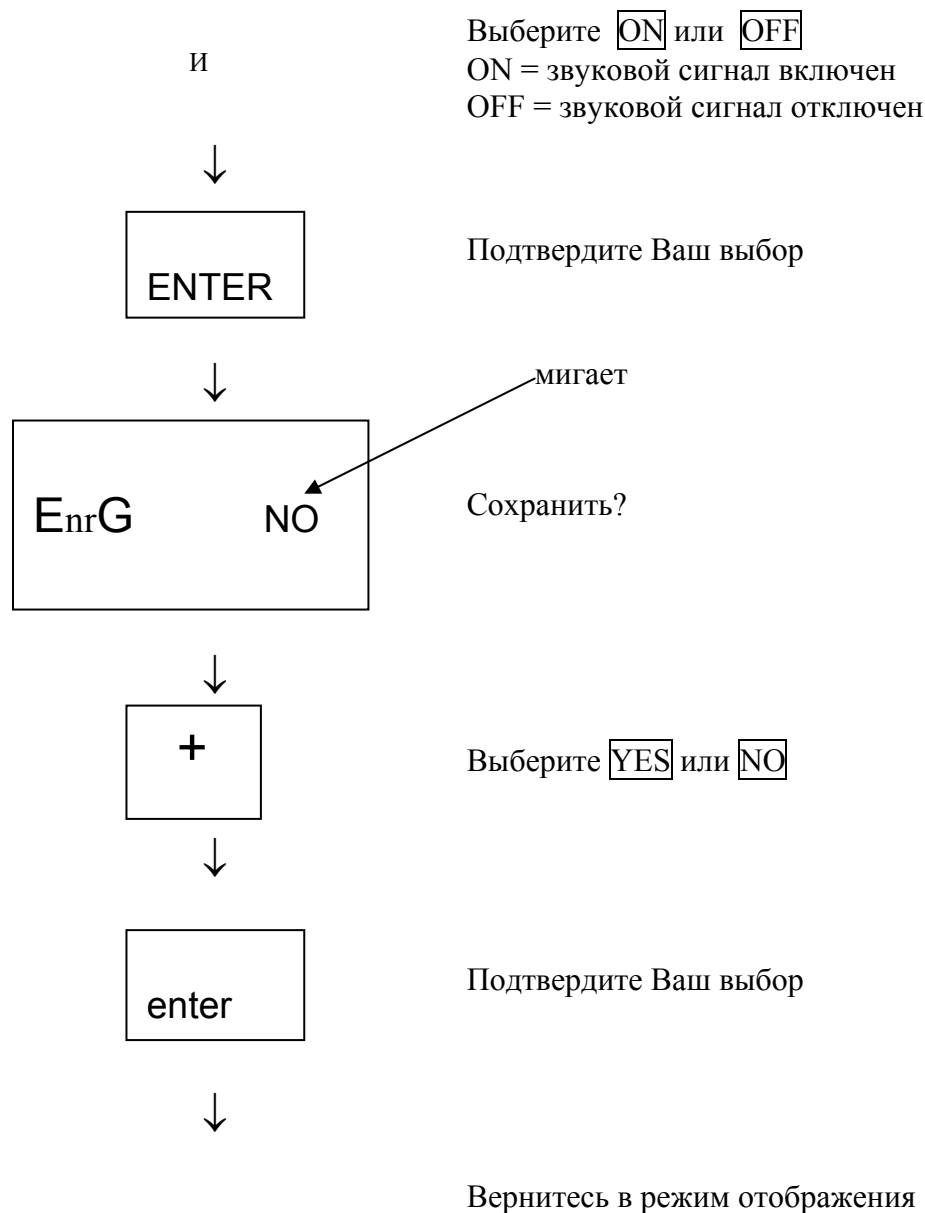 Выберите ON или OFF
И
ON = звуковой сигнал включен
OFF = звуковой сигнал отключен
↓
ENTER
Подтвердите Ваш выбор
↓
мигает
EnrG NO
Сохранить?
↓
+
Выберите YES или NO
↓
enter
Подтвердите Ваш выбор
↓
Вернитесь в режим отображения